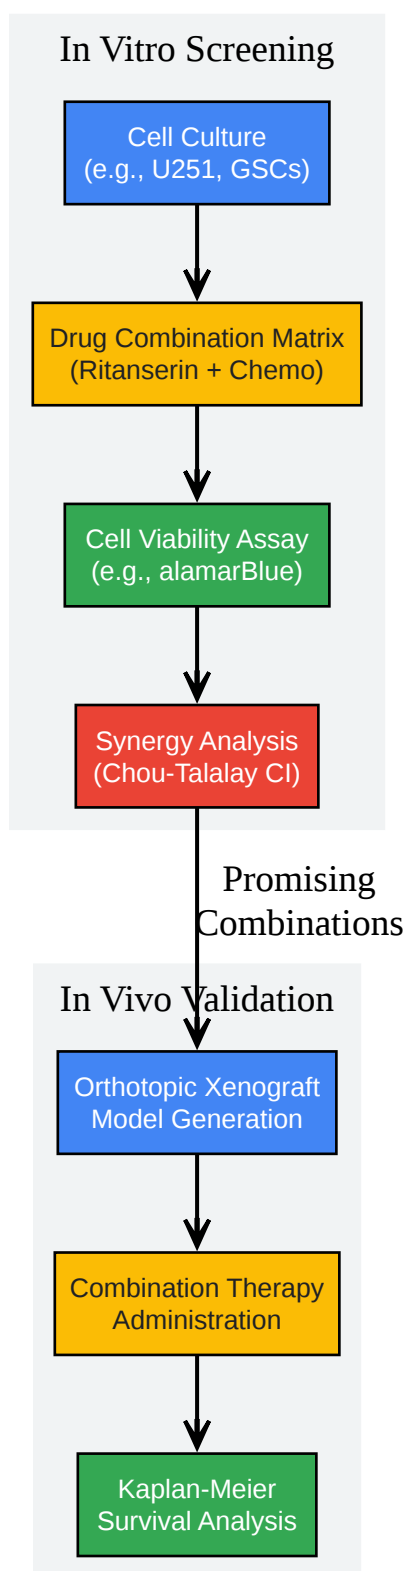 In Vitro Screening
Cell Culture
(e.g., U251, GSCs)
Drug Combination Matrix
(Ritanserin + Chemo)
Cell Viability Assay
(e.g., alamarBlue)
Synergy Analysis
(Chou-Talalay CI)
Promising
Combinations
In Vivo Validation
Orthotopic Xenograft
Model Generation
Combination Therapy
Administration
Kaplan-Meier
Survival Analysis